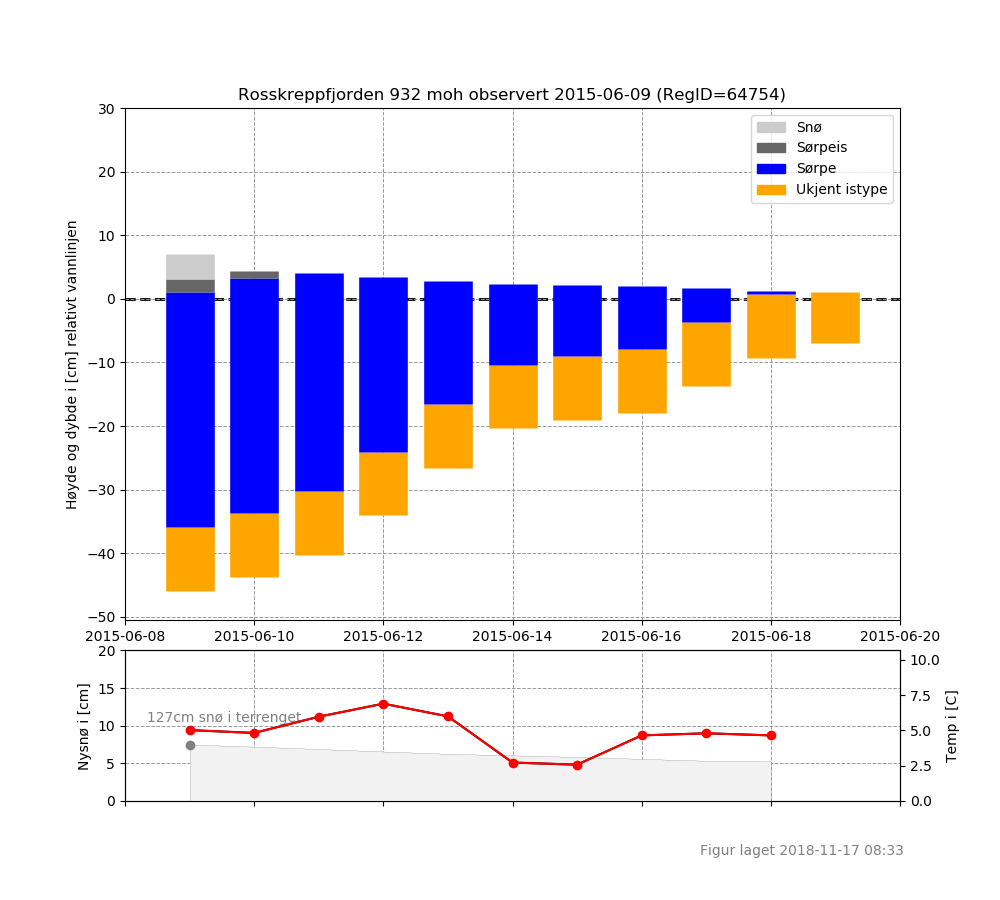 Rosskreppfjorden 932 moh observert 2015-06-09 (RegID=64754)
Høyde og dybde i [cm] relativt vannlinjen
30
20
10
0
−10
−20
−30
−40
−50
Snø
Sørpeis
Sørpe
Ukjent istype
2015-06-08 2015-06-10 2015-06-12 2015-06-14 2015-06-16 2015-06-18 2015-06-20
Nysnø i [cm]
20
15
10
5
0
127cm snø i terrenget
10.0
7.5
5.0
2.5
0.0
Temp i [C]
Figur laget 2018-11-17 08:33